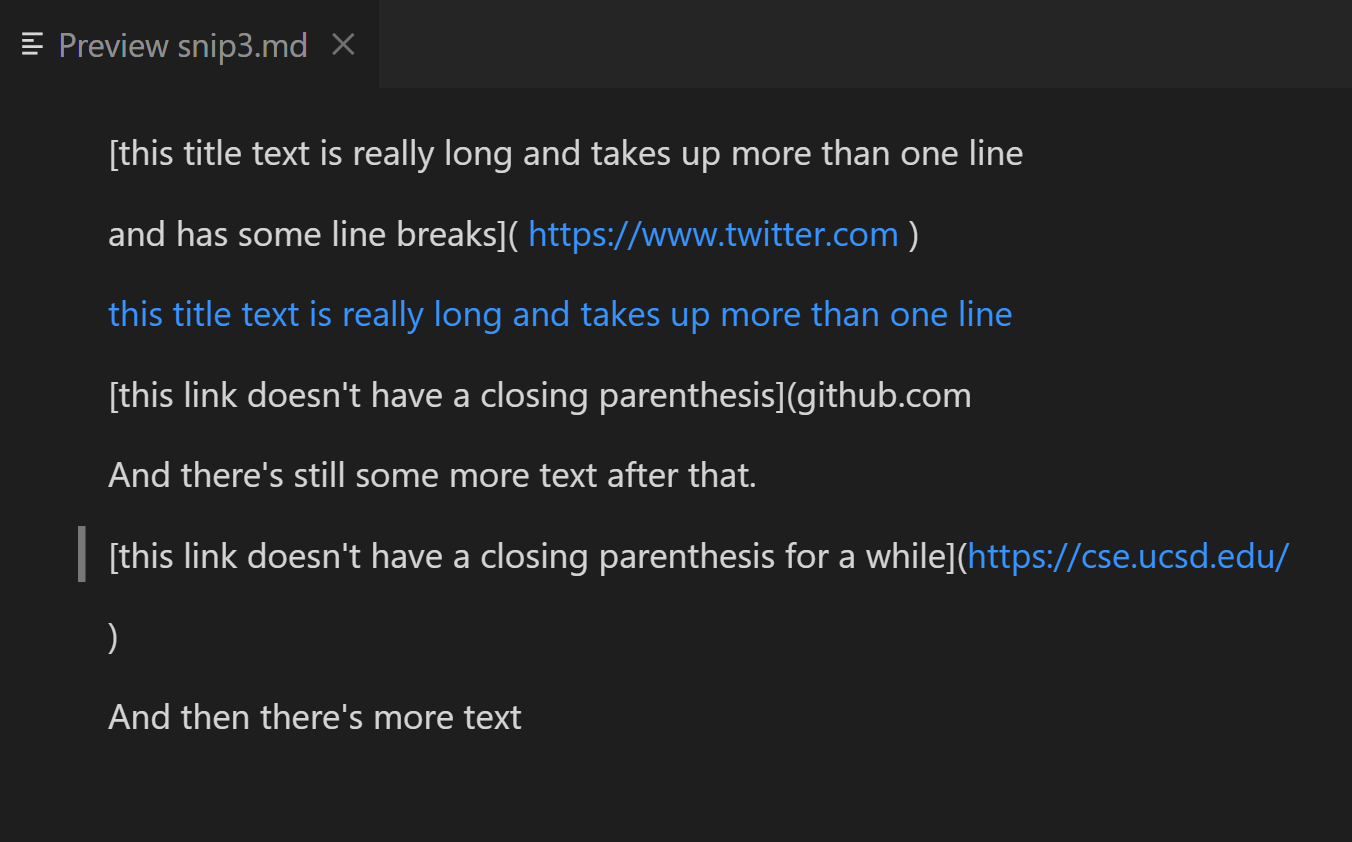 Preview snip3.md
[this title text is really long and takes up more than one line
and has some line breaks]( https://www.twitter.com )
this title text is really long and takes up more than one line
[this link doesn't have a closing parenthesis](github.com
And there's still some more text after that.
[this link doesn't have a closing parenthesis for a while](https://cse.ucsd.edu/
)
And then there's more text